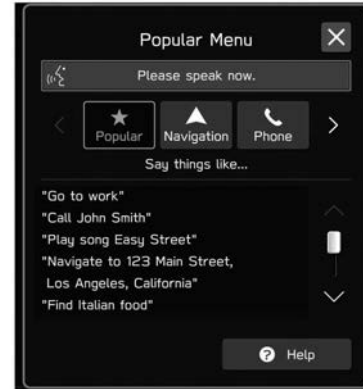 Popular Menu
Please speak now.
Popular
Navigation
Phone
Say things like...
"Go to work"
"Call John Smith"
"Play song Easy Street"
"Navigate to 123 Main Street,
Los Angeles, California"
"Find Italian food"
? Help